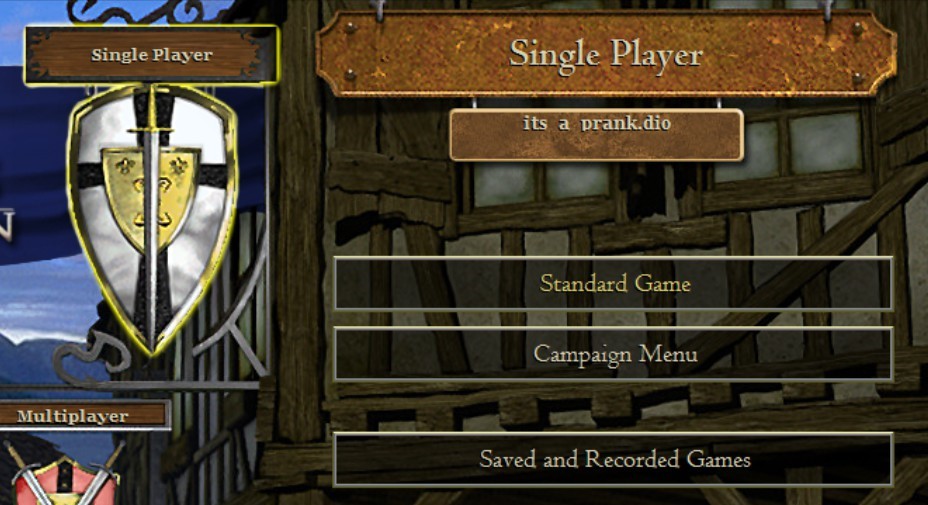 Single Player
Single Player
its a prank.dio
Standard Game
Campaign Menu
Multiplayer
Saved and Recorded Games